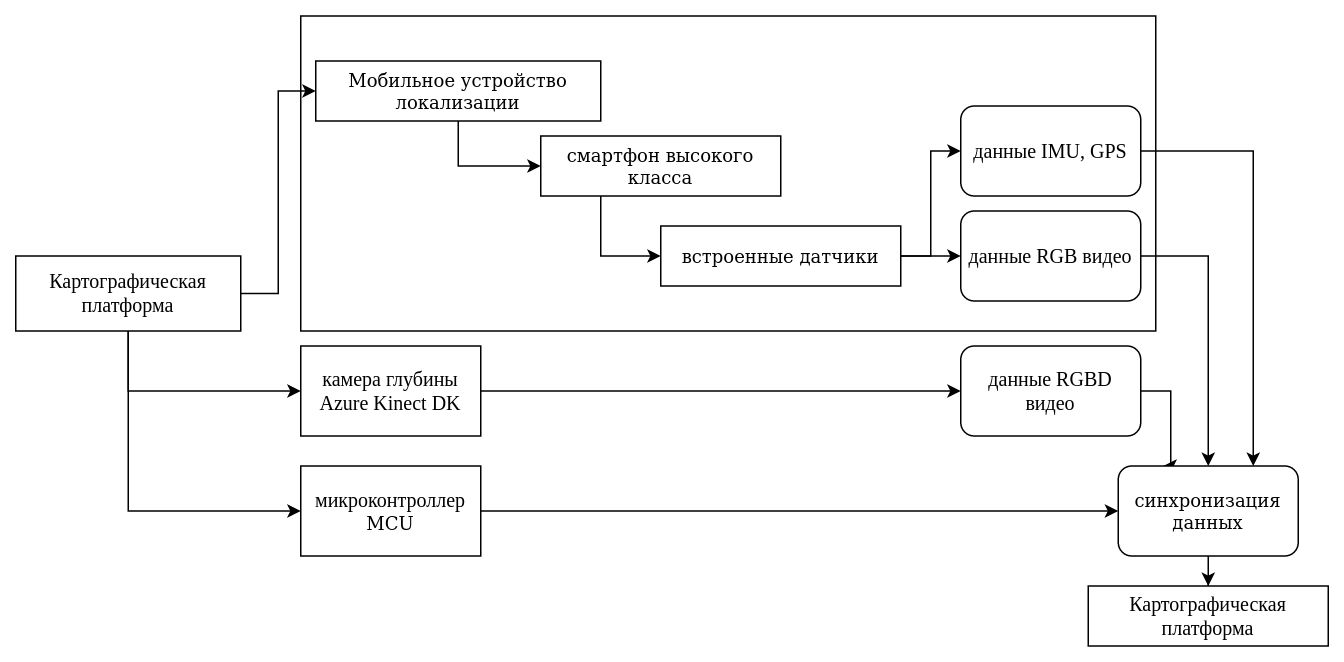 Мобильное устройство
локализации
смартфон высокого
класса
встроенные датчики
данные IMU, GPS
данные RGB видео
Картографическая
платформа
камера глубины
Azure Kinect DK
данные RGBD
видео
микроконтроллер
MCU
синхронизация
данных
Картографическая
платформа